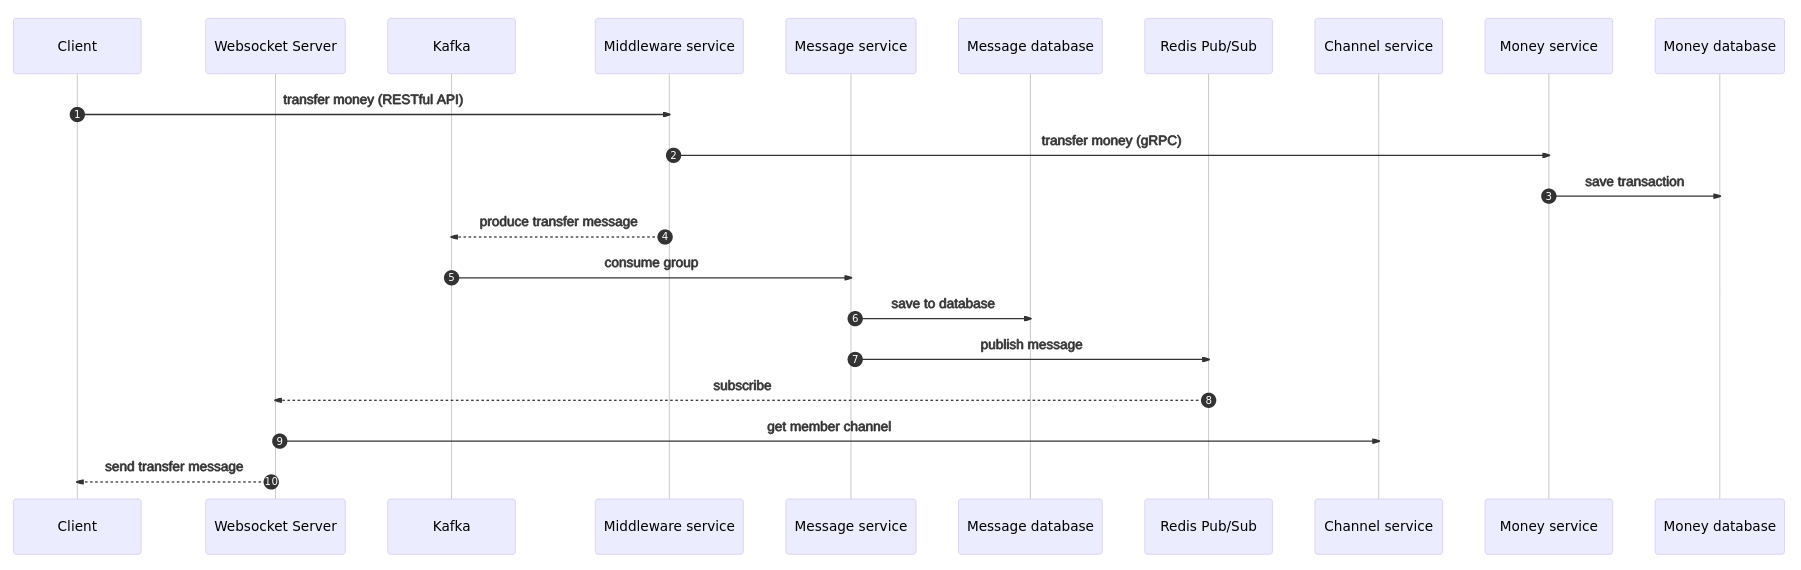 Client
Websocket Server
Kafka
Middleware service
Message service
Message database
Redis Pub/Sub
Channel service
Money service
Money database
transfer money (RESTful API)
1
transfer money (gRPC)
2
save transaction
3
produce transfer message
4
consume group
5
save to database
6
publish message
7
subscribe
8
get member channel
9
send transfer message
10
Client
Websocket Server
Kafka
Middleware service
Message service
Message database
Redis Pub/Sub
Channel service
Money service
Money database